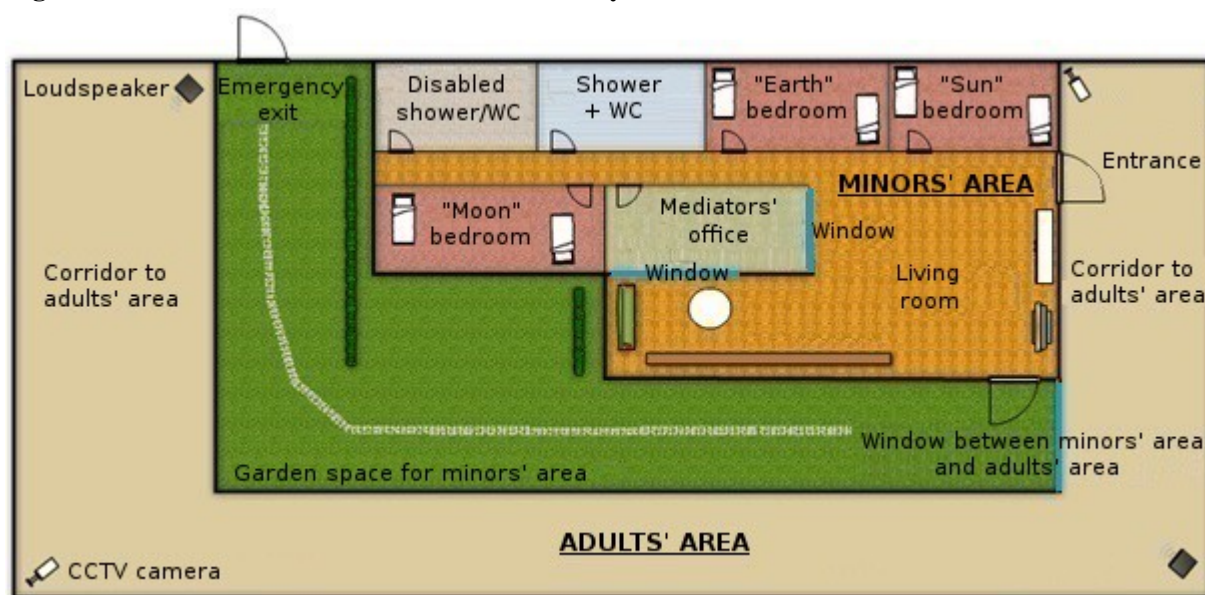 Loudspeaker
Emergency
exit
Disabled
shower/WC
Shower
+ WC
"Earth"
bedroom
"Sun"
bedroom
Entrance
MINORS' AREA
"Moon"
bedroom
Mediators'
office
Window
Window
Living
room
Corridor to
adults' area
Corridor to
adults' area
Window between minors' area
and adults' area
Garden space for minors' area
ADULTS' AREA
CCTV camera